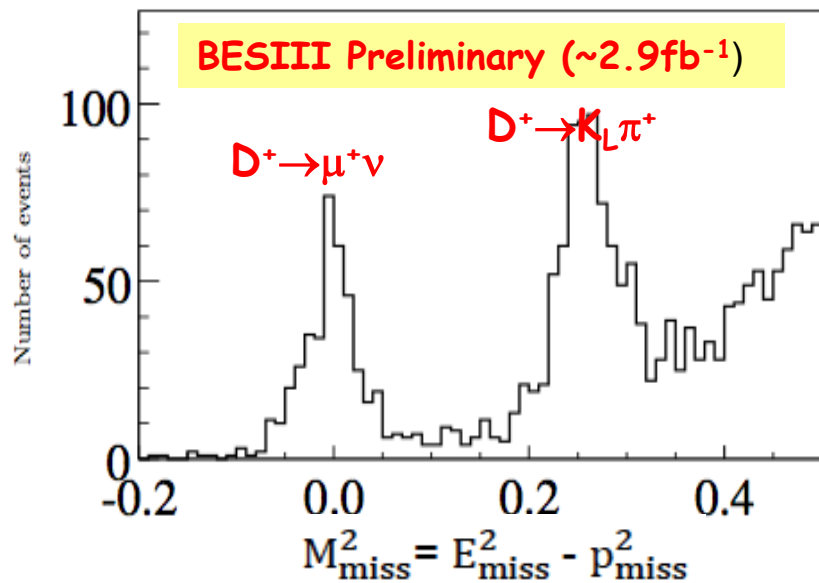 BESIII Preliminary (~2.9fb⁻¹)
D⁺→K_Lπ⁺
D⁺→μ⁺ν
Number of events
100
50
0
-0.2 0.0 0.2 0.4
M²miss = E²miss - p²miss